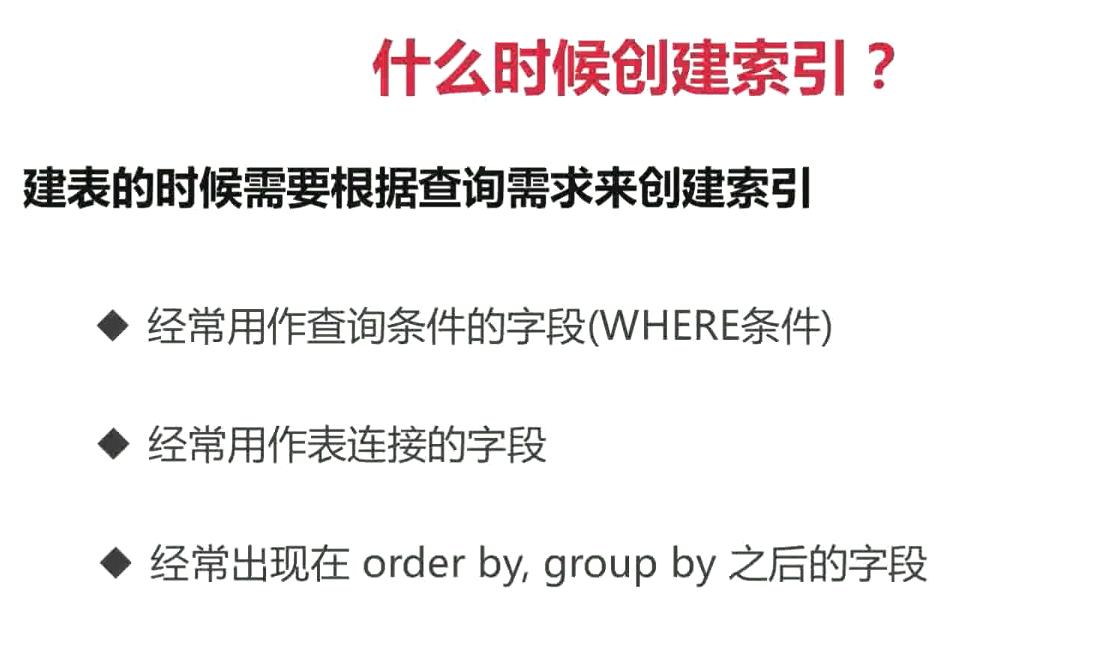 什么时候创建索引？
建表的时候需要根据查询需求来创建索引
◆ 经常用作查询条件的字段(WHERE条件)
◆ 经常用作表连接的字段
◆ 经常出现在 order by, group by 之后的字段